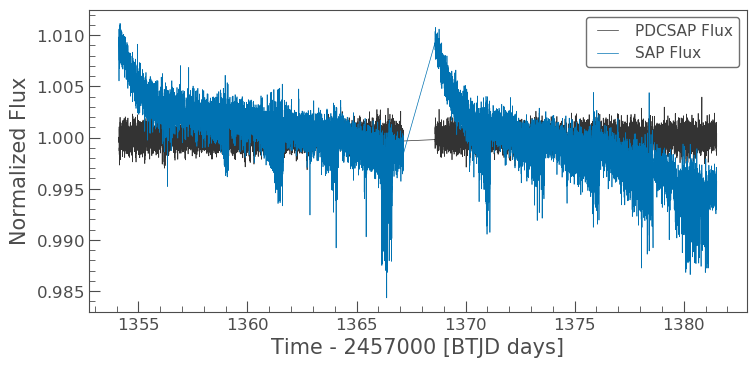 PDCSAP Flux
SAP Flux
1.010
1.005
1.000
0.995
0.990
0.985
Normalized Flux
1355 1360 1365 1370 1375 1380
Time - 2457000 [BTJD days]